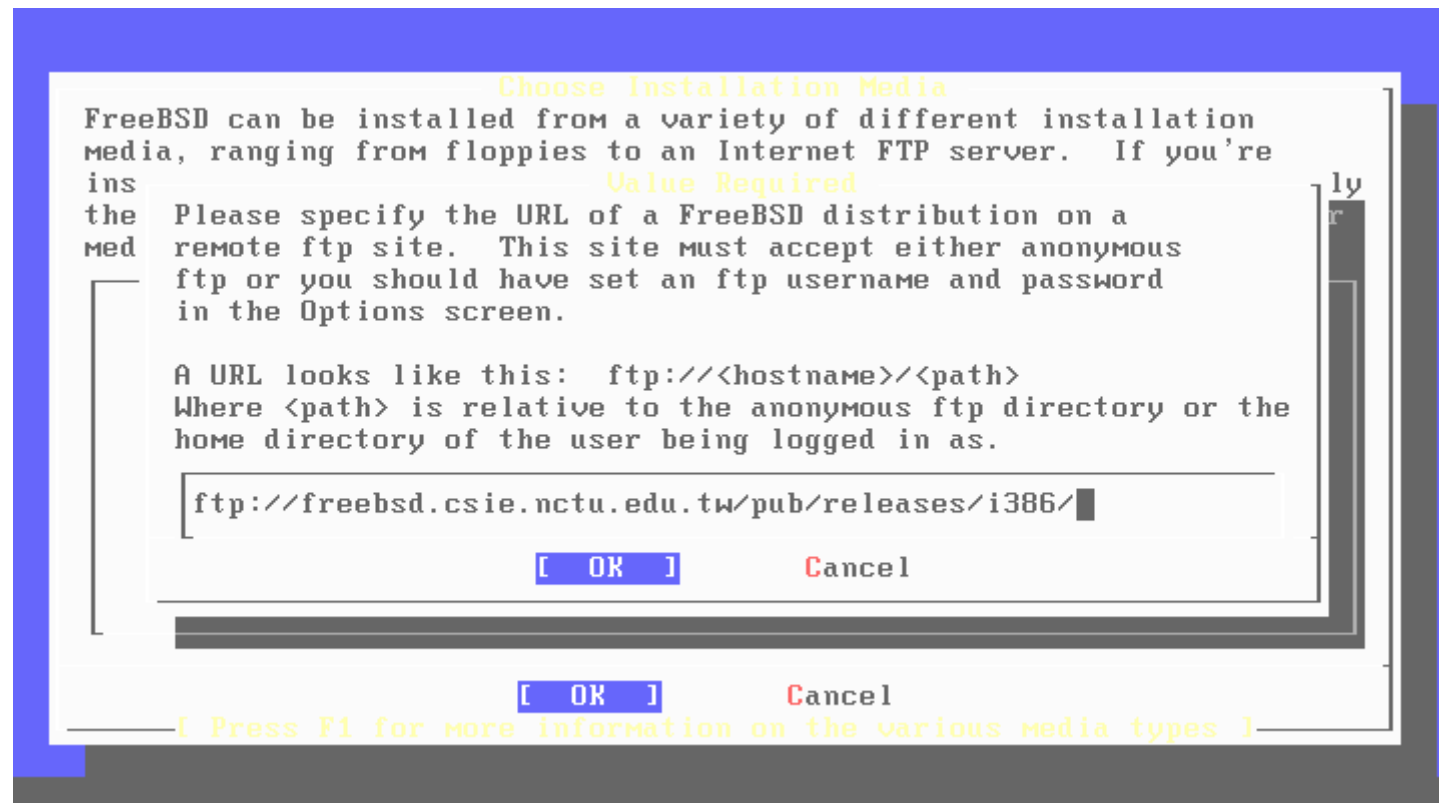 Choose Installation Media
FreeBSD can be installed from a variety of different installation
media, ranging from floppies to an Internet FTP server.  If you're
ins
Value Required
ly
the
Please specify the URL of a FreeBSD distribution on a
r
med
remote ftp site.  This site must accept either anonymous
ftp or you should have set an ftp username and password
in the Options screen.
A URL looks like this:  ftp://<hostname>/<path>
Where <path> is relative to the anonymous ftp directory or the
home directory of the user being logged in as.
ftp://freebsd.csie.nctu.edu.tw/pub/releases/i386/
[  OK  ]       Cancel
[  OK  ]       Cancel
[ Press F1 for more information on the various media types ]